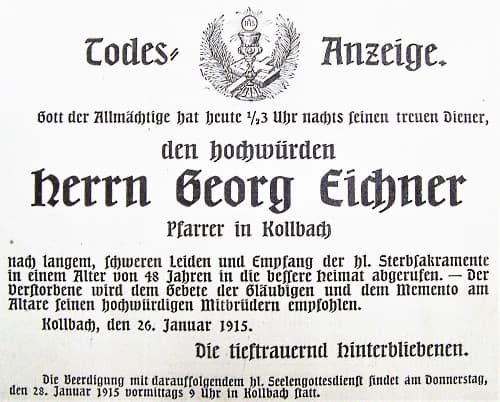 Todes= Anzeige.
Gott der Allmächtige hat heute ½3 Uhr nachts seinen treuen Diener,
den hochwürden
Herrn Georg Eichner
Pfarrer in Kollbach
nach langem, schweren Leiden und Empfang der hl. Sterbsakramente
in einem Alter von 48 Jahren in die bessere Heimat abgerufen. — Der
Verstorbene wird dem Gebete der Gläubigen und dem Memento am
Altare seinen hochwürdigen Mitbrüdern empfohlen.
Kollbach, den 26. Januar 1915.
Die tieftrauernd Hinterbliebenen.
Die Beerdigung mit darauffolgendem hl. Seelengottesdienst findet am Donnerstag,
den 28. Januar 1915 vormittags 9 Uhr in Kollbach statt.